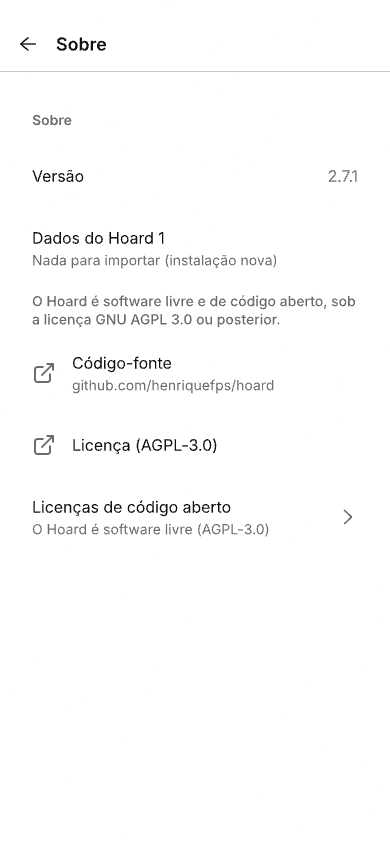 Sobre
Sobre
Versão
2.7.1
Dados do Hoard 1
Nada para importar (instalação nova)
O Hoard é software livre e de código aberto, sob
a licença GNU AGPL 3.0 ou posterior.
Código-fonte
github.com/henriquefps/hoard
Licença (AGPL-3.0)
Licenças de código aberto
O Hoard é software livre (AGPL-3.0)